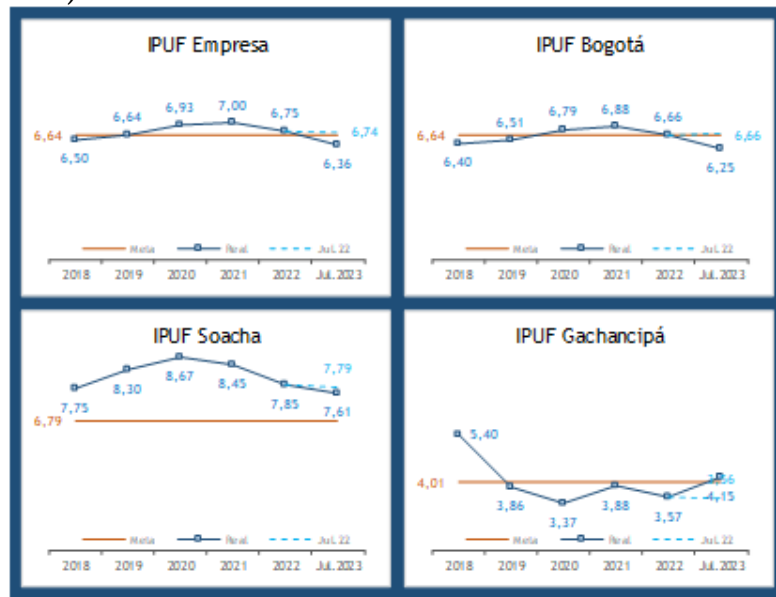 IPUF Empresa
6,64
6,50
6,64
6,93
7,00
6,75
6,74
6,36
Meta Real Jul.22
2018 2019 2020 2021 2022 Jul.2023
IPUF Bogotá
6,64
6,40
6,51
6,79
6,88
6,66
6,66
6,25
Meta Real Jul.22
2018 2019 2020 2021 2022 Jul.2023
IPUF Soacha
6,79
7,75
8,30
8,67
8,45
7,85
7,79
7,61
IPUF Gachancipá
4,01
5,40
3,86
3,37
3,88
3,57
4,15
Meta Real Jul.22
2018 2019 2020 2021 2022 Jul.2023
Meta Real Jul.22
2018 2019 2020 2021 2022 Jul.2023